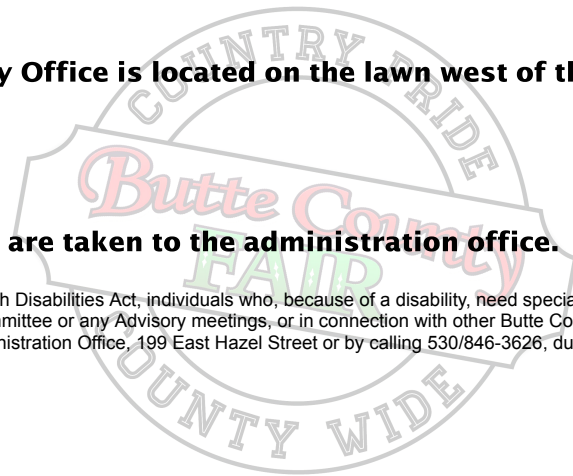 COUNTRY PRIDE
y Office is located on the lawn west of th
Butte County
are taken to the administration office.
FAIR
h Disabilities Act, individuals who, because of a disability, need specia
mmittee or any Advisory meetings, or in connection with other Butte Co
nistration Office, 199 East Hazel Street or by calling 530/846-3626, du
COUNTY WIDE